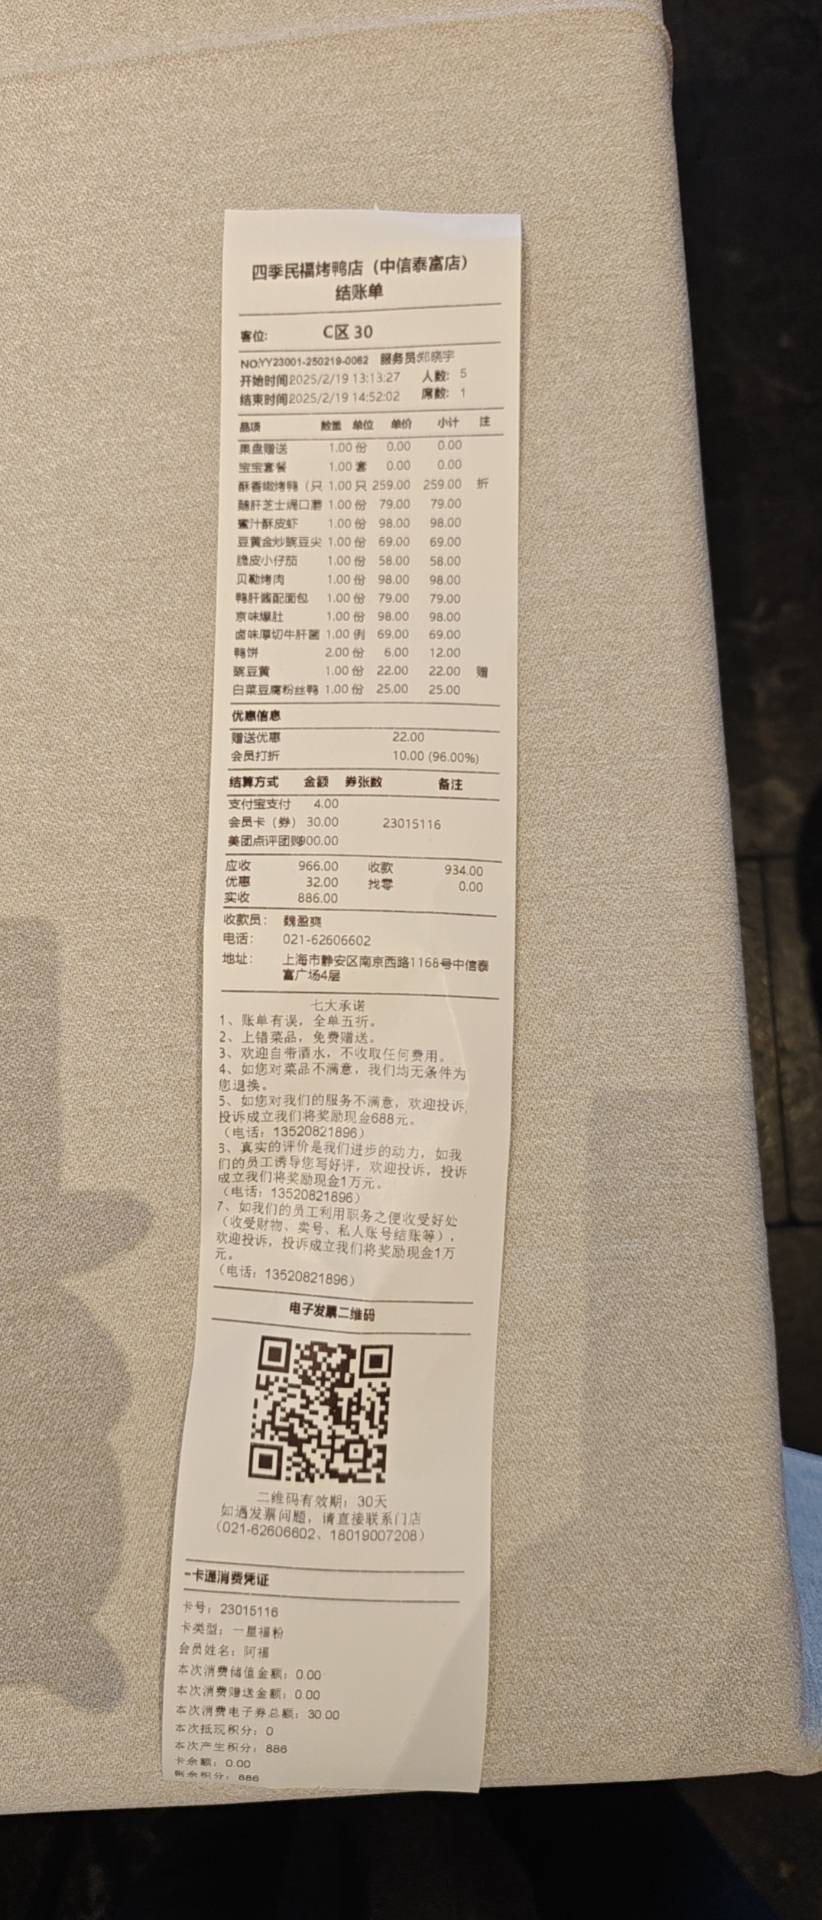 四季民福烤鸭店（中信泰富店）
结账单
客位: C区 30
NO:YY23001-250219-0062 服务员:郑晓宇
开始时间2025/2/19 13:13:27 人数: 5
结束时间2025/2/19 14:52:02 席数: 1
品项 数量 单位 单价 小计 注
果盘赠送 1.00 份 0.00 0.00
宝宝套餐 1.00 套 0.00 0.00
酥香嫩烤鸭（只 1.00 只 259.00 259.00 折
鹅肝芝士焗口蘑 1.00 份 79.00 79.00
蜜汁酥皮虾 1.00 份 98.00 98.00
豆黄金炒豌豆尖 1.00 份 69.00 69.00
脆皮小仔茄 1.00 份 58.00 58.00
贝勒烤肉 1.00 份 98.00 98.00
鸭肝酱配面包 1.00 份 79.00 79.00
京味爆肚 1.00 份 98.00 98.00
卤味厚切牛肝菌 1.00 例 69.00 69.00
鸭饼 2.00 份 6.00 12.00
豌豆黄 1.00 份 22.00 22.00 赠
白菜豆腐粉丝鸭 1.00 份 25.00 25.00
优惠信息
赠送优惠 22.00
会员打折 10.00 (96.00%)
结算方式 金额 券张数 备注
支付宝支付 4.00
会员卡（券） 30.00 23015116
美团点评团购900.00
应收 966.00 收款 934.00
优惠 32.00 找零 0.00
实收 886.00
收款员: 魏盈爽
电话: 021-62606602
地址: 上海市静安区南京西路1168号中信泰
富广场4层
七大承诺
1、账单有误，全单五折。
2、上错菜品，免费赠送。
3、欢迎自带酒水，不收取任何费用。
4、如您对菜品不满意，我们均无条件为
您退换。
5、如您对我们的服务不满意，欢迎投诉,
投诉成立我们将奖励现金688元。
（电话：13520821896）
6、真实的评价是我们进步的动力，如我
们的员工诱导您写好评，欢迎投诉，投诉
成立我们将奖励现金1万元。
（电话：13520821896）
7、如我们的员工利用职务之便收受好处
（收受财物、卖号、私人账号结账等），
欢迎投诉，投诉成立我们将奖励现金1万
元。
（电话：13520821896）
电子发票二维码
二维码有效期：30天
如遇发票问题，请直接联系门店
（021-62606602、18019007208）
一卡通消费凭证
卡号：23015116
卡类型：一星福粉
会员姓名：阿福
本次消费储值金额：0.00
本次消费赠送金额：0.00
本次消费电子券总额：30.00
本次抵现积分：0
本次产生积分：886
卡余额：0.00
剩余积分：886